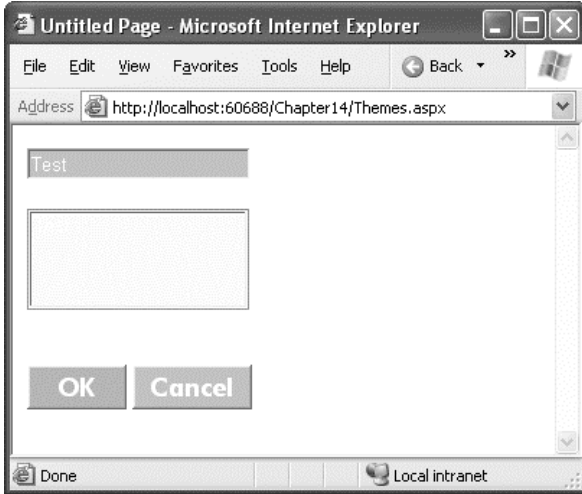 Untitled Page - Microsoft Internet Explorer
File Edit View Favorites Tools Help Back »
Address http://localhost:60688/Chapter14/Themes.aspx
Test
OK Cancel
Done Local intranet